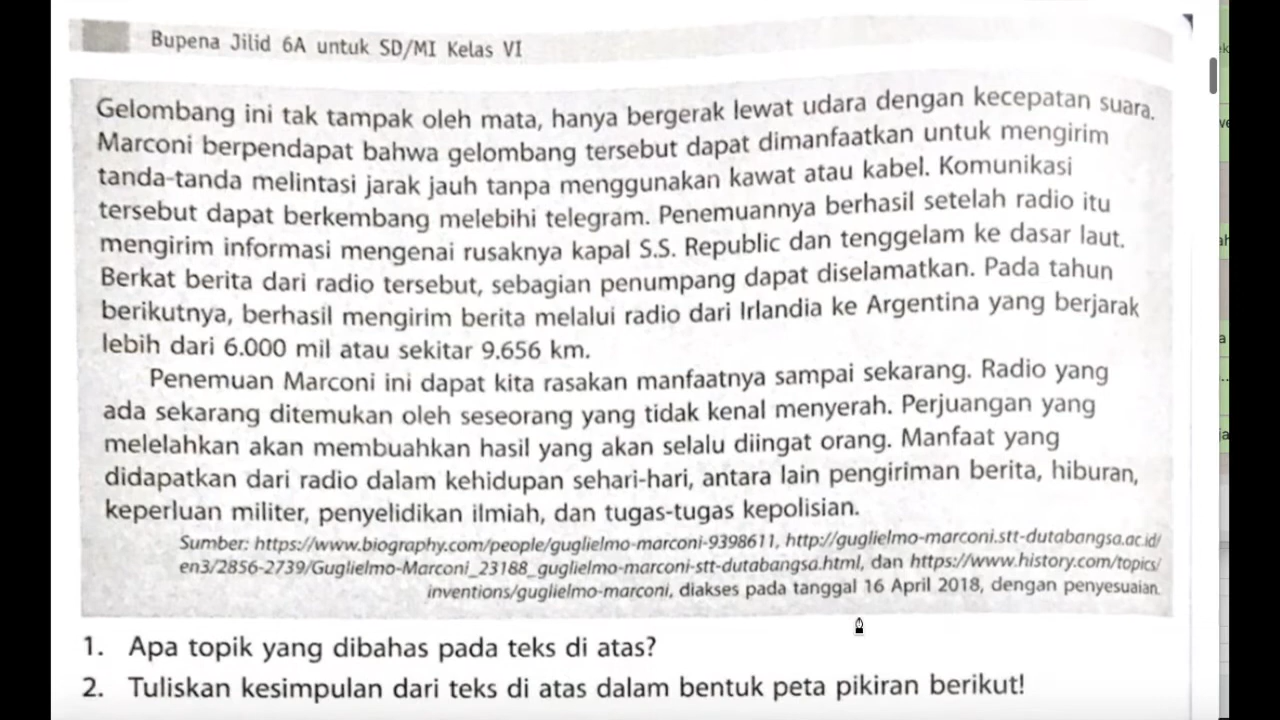 Bupena Jilid 6A untuk SD/MI Kelas VI
Gelombang ini tak tampak oleh mata, hanya bergerak lewat udara dengan kecepatan suara.
Marconi berpendapat bahwa gelombang tersebut dapat dimanfaatkan untuk mengirim
tanda-tanda melintasi jarak jauh tanpa menggunakan kawat atau kabel. Komunikasi
tersebut dapat berkembang melebihi telegram. Penemuannya berhasil setelah radio itu
mengirim informasi mengenai rusaknya kapal S.S. Republic dan tenggelam ke dasar laut.
Berkat berita dari radio tersebut, sebagian penumpang dapat diselamatkan. Pada tahun
berikutnya, berhasil mengirim berita melalui radio dari Irlandia ke Argentina yang berjarak
lebih dari 6.000 mil atau sekitar 9.656 km.
Penemuan Marconi ini dapat kita rasakan manfaatnya sampai sekarang. Radio yang
ada sekarang ditemukan oleh seseorang yang tidak kenal menyerah. Perjuangan yang
melelahkan akan membuahkan hasil yang akan selalu diingat orang. Manfaat yang
didapatkan dari radio dalam kehidupan sehari-hari, antara lain pengiriman berita, hiburan,
keperluan militer, penyelidikan ilmiah, dan tugas-tugas kepolisian.
Sumber: https://www.biography.com/people/guglielmo-marconi-9398611, http://guglielmo-marconi.stt-dutabangsa.ac.id/
en3/2856-2739/Guglielmo-Marconi_23188_guglielmo-marconi-stt-dutabangsa.html, dan https://www.history.com/topics/
inventions/guglielmo-marconi, diakses pada tanggal 16 April 2018, dengan penyesuaian.
1. Apa topik yang dibahas pada teks di atas?
2. Tuliskan kesimpulan dari teks di atas dalam bentuk peta pikiran berikut!